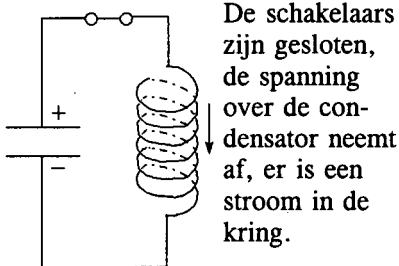 De schakelaars
zijn gesloten,
de spanning
over de con-
densator neemt
af, er is een
stroom in de
kring.
+
−